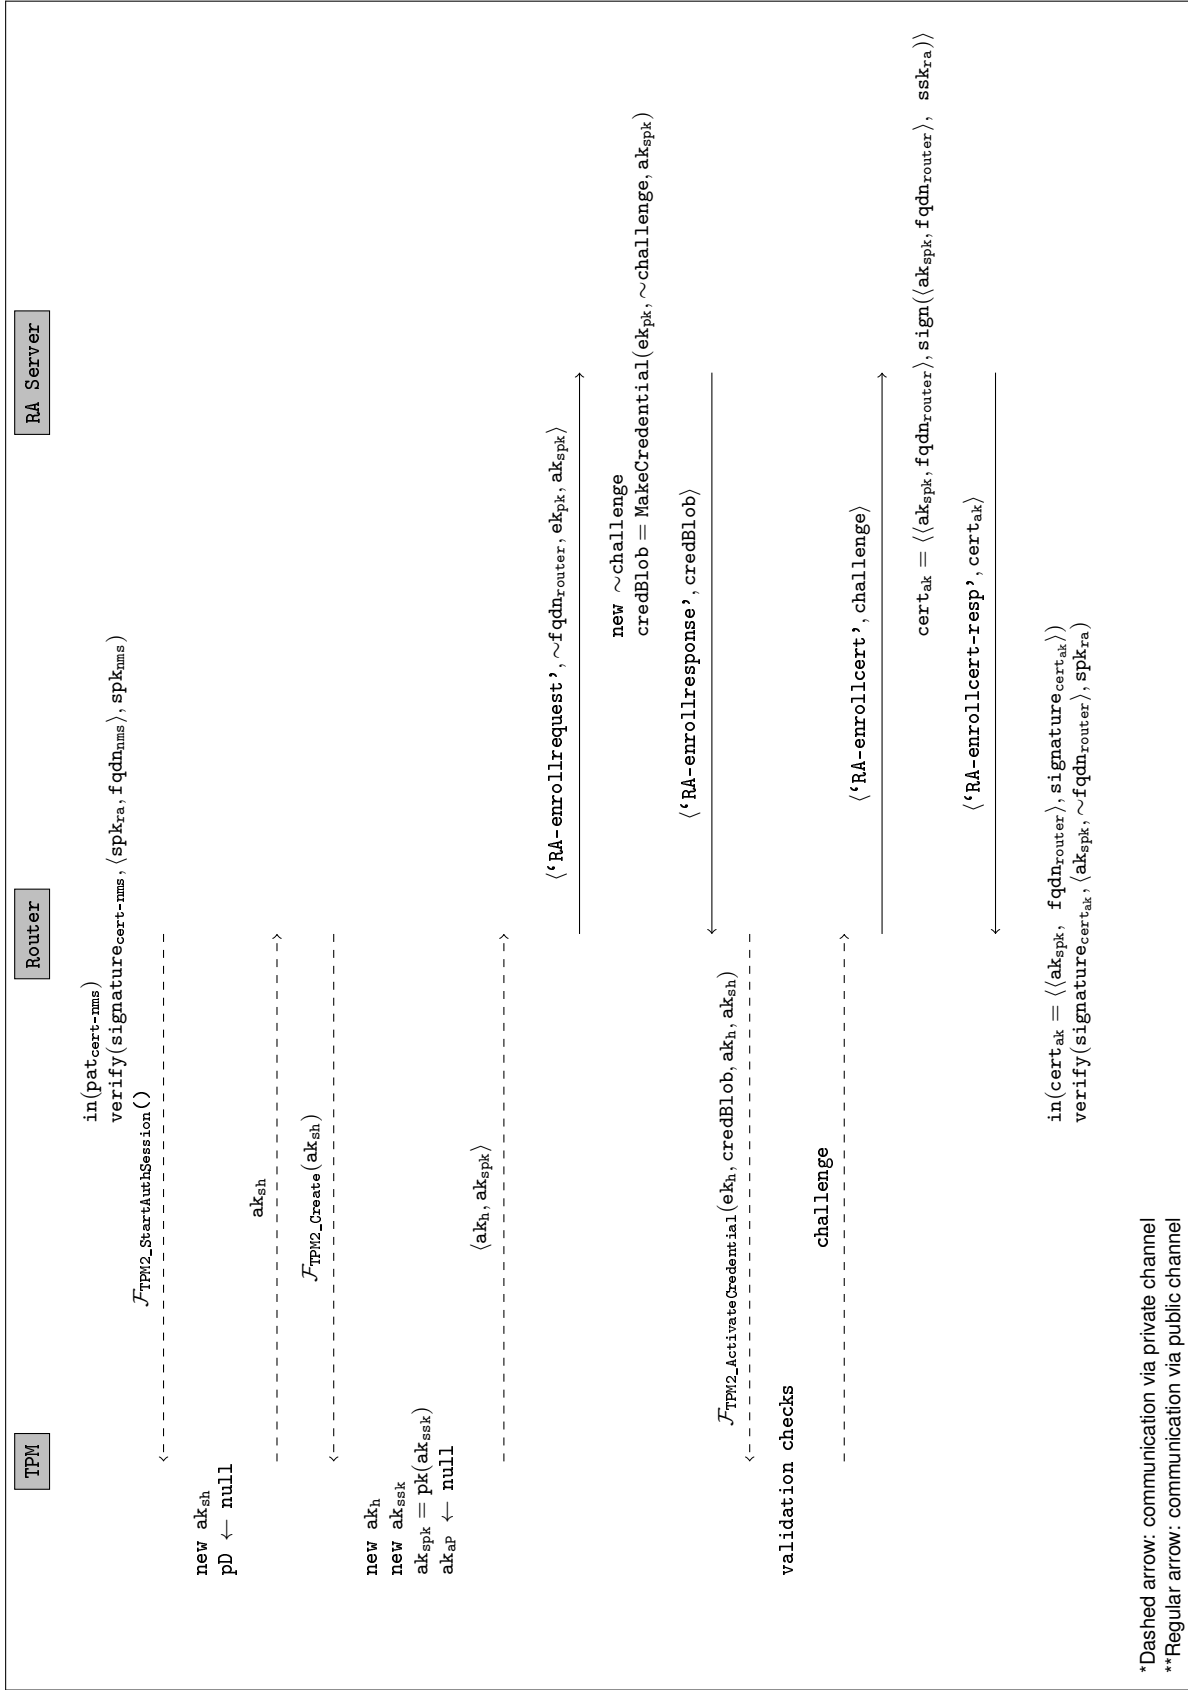 TPM
Router
RA Server
in(pat_cert-nms)
verify(signature_cert-nms, ⟨spk_ra, fqdn_nms⟩, spk_nms)
ℱ_TPM2_StartAuthSession()
new ak_sh
pD ← null
ak_sh
ℱ_TPM2_Create(ak_sh)
new ak_h
new ak_ssk
ak_spk = pk(ak_ssk)
ak_aP ← null
⟨ak_h, ak_spk⟩
⟨‘RA-enrollrequest’, ∼fqdn_router, ek_pk, ak_spk⟩
new ∼challenge
credBlob = MakeCredential(ek_pk, ∼challenge, ak_spk)
⟨‘RA-enrollresponse’, credBlob⟩
ℱ_TPM2_ActivateCredential(ek_h, credBlob, ak_h, ak_sh)
validation checks
challenge
⟨‘RA-enrollcert’, challenge⟩
cert_ak = ⟨⟨ak_spk, fqdn_router⟩, sign(⟨ak_spk, fqdn_router⟩, ssk_ra)⟩
⟨‘RA-enrollcert-resp’, cert_ak⟩
in(cert_ak = ⟨⟨ak_spk, fqdn_router⟩, signature_cert_ak⟩)
verify(signature_cert_ak, ⟨ak_spk, ∼fqdn_router⟩, spk_ra)
*Dashed arrow: communication via private channel
**Regular arrow: communication via public channel